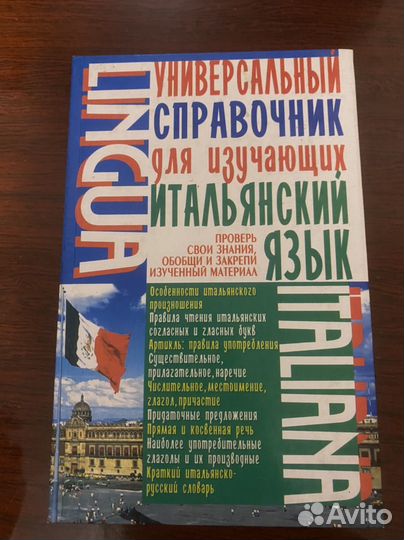 LINGUA
УНИВЕРСАЛЬНЫЙ
СПРАВОЧНИК
для изучающих
ИТАЛЬЯНСКИЙ
ЯЗЫК
ПРОВЕРЬ
СВОИ ЗНАНИЯ,
ОБОБЩИ И ЗАКРЕПИ
ИЗУЧЕННЫЙ МАТЕРИАЛ
ITALIANA
Особенности итальянского
произношения
Правила чтения итальянских
согласных и гласных букв
Артикль: правила употребления
Существительное,
прилагательное, наречие
Числительное, местоимение,
глагол, причастие
Придаточные предложения
Прямая и косвенная речь
Наиболее употребительные
глаголы и их производные
Краткий итальянско-
русский словарь
Avito